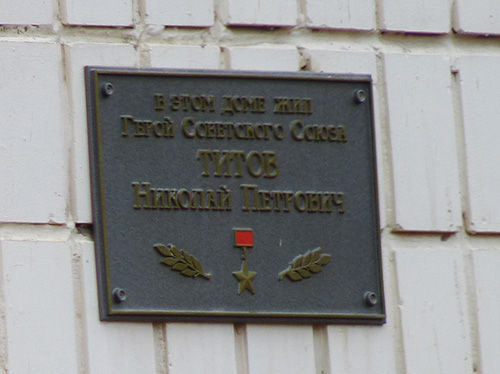 В ЭТОМ ДОМЕ ЖИЛ
ГЕРОЙ СОВЕТСКОГО СОЮЗА
ТИТОВ
НИКОЛАЙ ПЕТРОВИЧ